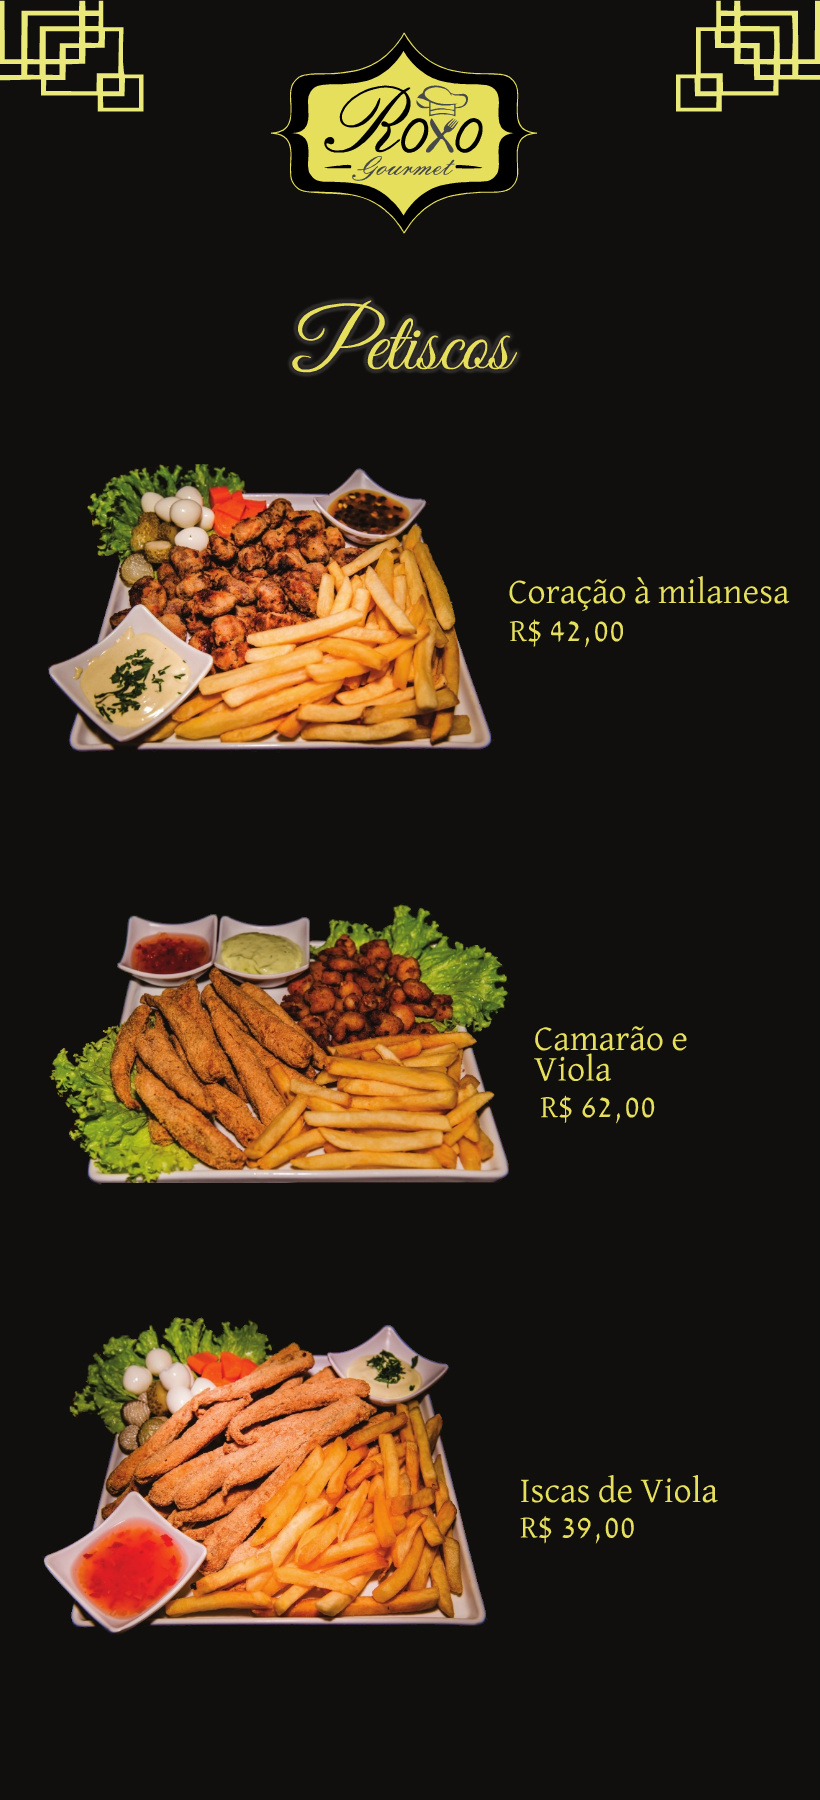 Roxo
Gourmet
Petiscos
Coração à milanesa
R$ 42,00
Camarão e
Viola
R$ 62,00
Iscas de Viola
R$ 39,00